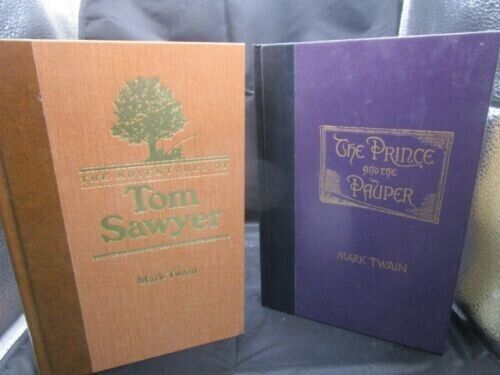 THE ADVENTURES OF
Tom
Sawyer
Mark Twain
The Prince
and the
Pauper
MARK TWAIN